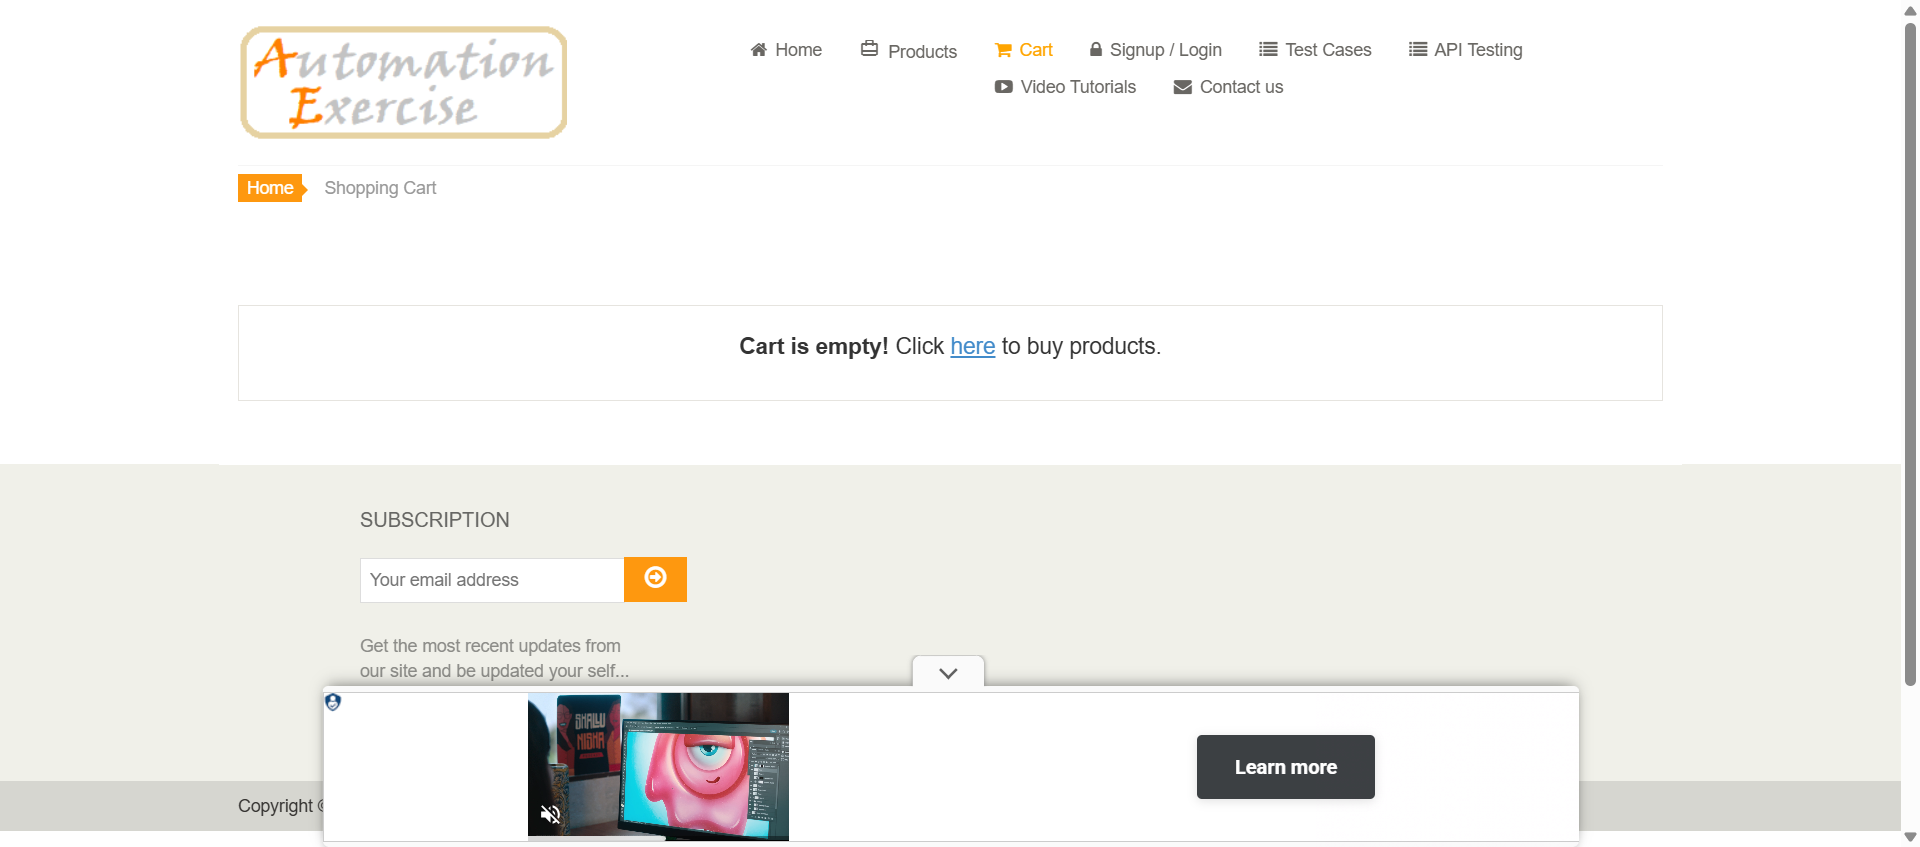 Automation
Exercise
Home
Products
Cart
Signup / Login
Test Cases
API Testing
Video Tutorials
Contact us
Home
Shopping Cart
Cart is empty! Click here to buy products.
SUBSCRIPTION
Your email address
Get the most recent updates from
our site and be updated your self...
SHALLU
NISHA
Learn more
Copyright ©